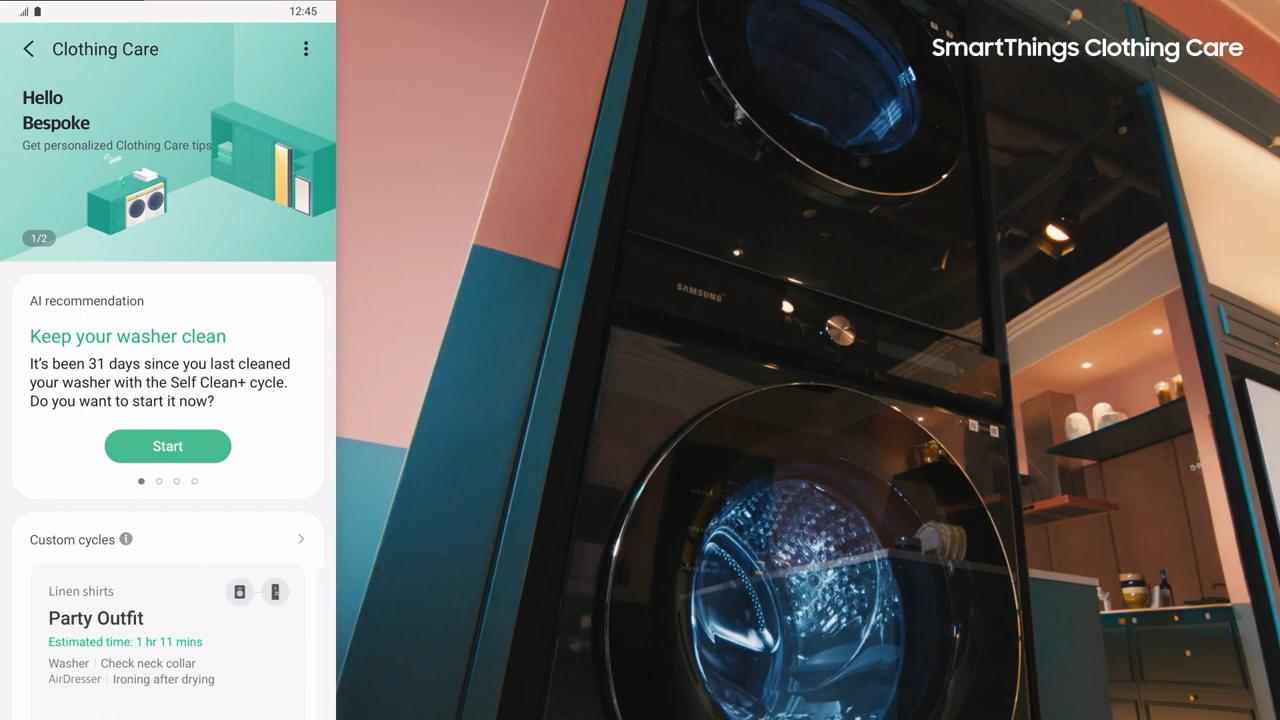 12:45
Clothing Care
Hello
Bespoke
Get personalized Clothing Care tips
1/2
AI recommendation
Keep your washer clean
It's been 31 days since you last cleaned
your washer with the Self Clean+ cycle.
Do you want to start it now?
Start
Custom cycles
Linen shirts
Party Outfit
Estimated time: 1 hr 11 mins
Washer | Check neck collar
AirDresser | Ironing after drying
SmartThings Clothing Care
SAMSUNG